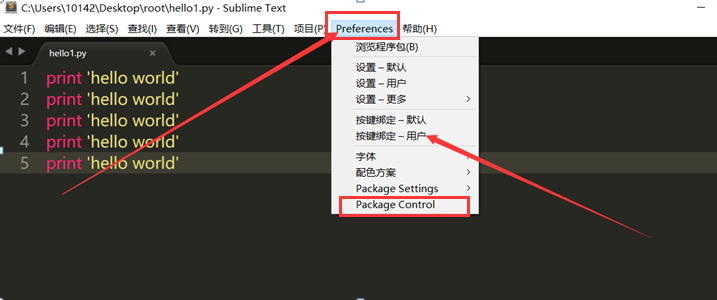 C:\Users\10142\Desktop\root\hello1.py - Sublime Text
文件(F) 编辑(E) 选择(S) 查找(I) 查看(V) 转到(G) 工具(T) 项目(P) Preferences 帮助(H)
hello1.py
浏览程序包(B)
设置 – 默认
设置 – 用户
设置 – 更多
按键绑定 – 默认
按键绑定 – 用户
字体
配色方案
Package Settings
Package Control
1 print 'hello world'
2 print 'hello world'
3 print 'hello world'
4 print 'hello world'
5 print 'hello world'